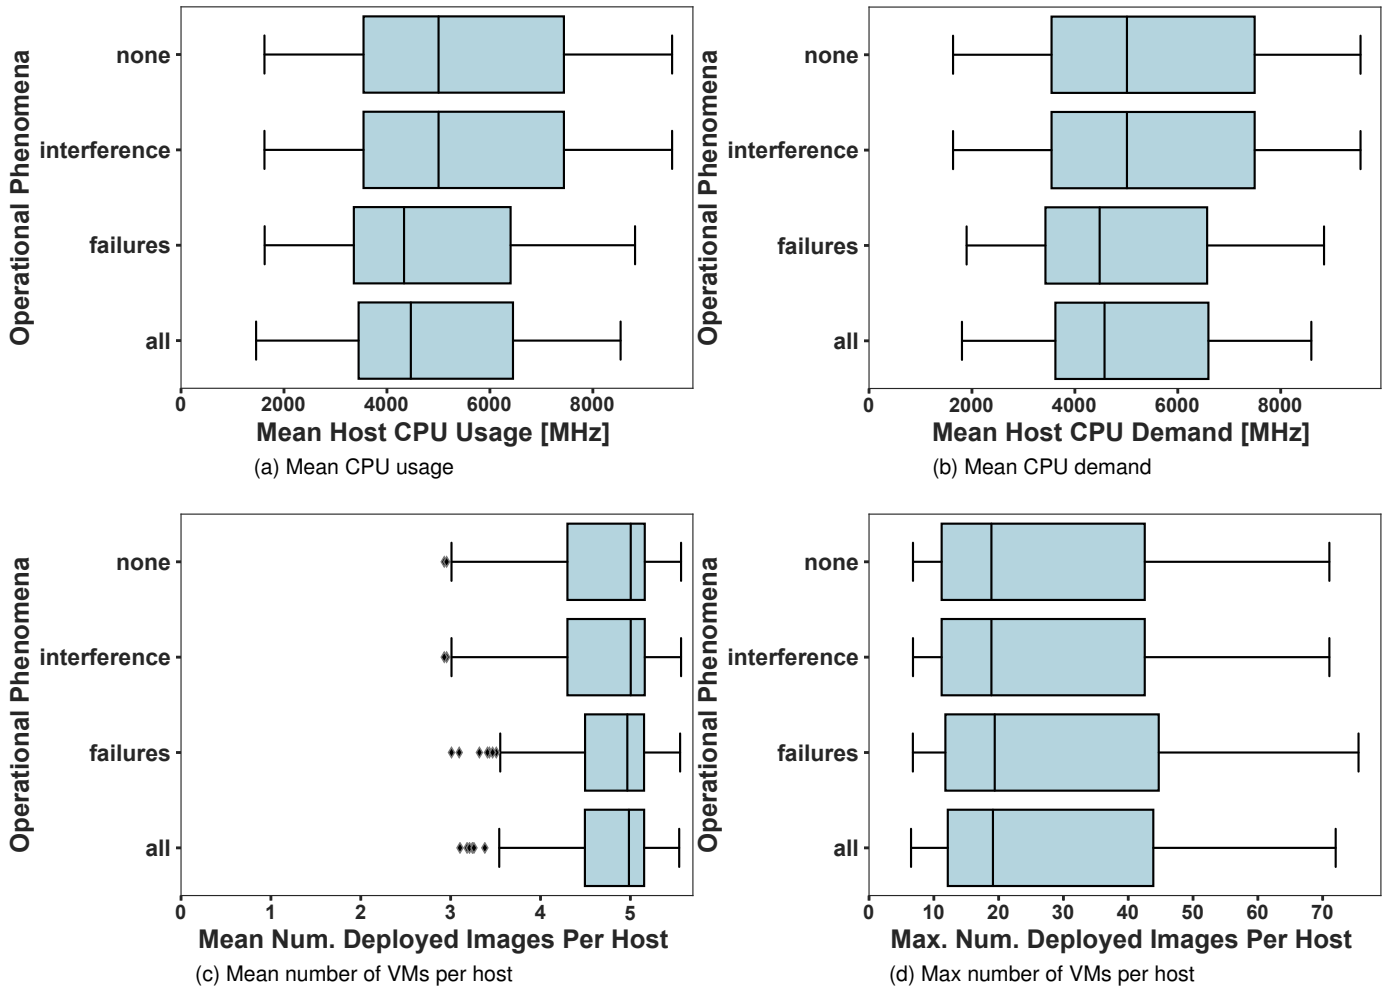 Operational Phenomena
none
interference
failures
all
0 2000 4000 6000 8000
Mean Host CPU Usage [MHz]
(a) Mean CPU usage
Operational Phenomena
none
interference
failures
all
0 2000 4000 6000 8000
Mean Host CPU Demand [MHz]
(b) Mean CPU demand
Operational Phenomena
none
interference
failures
all
0 1 2 3 4 5
Mean Num. Deployed Images Per Host
(c) Mean number of VMs per host
Operational Phenomena
none
interference
failures
all
0 10 20 30 40 50 60 70
Max. Num. Deployed Images Per Host
(d) Max number of VMs per host